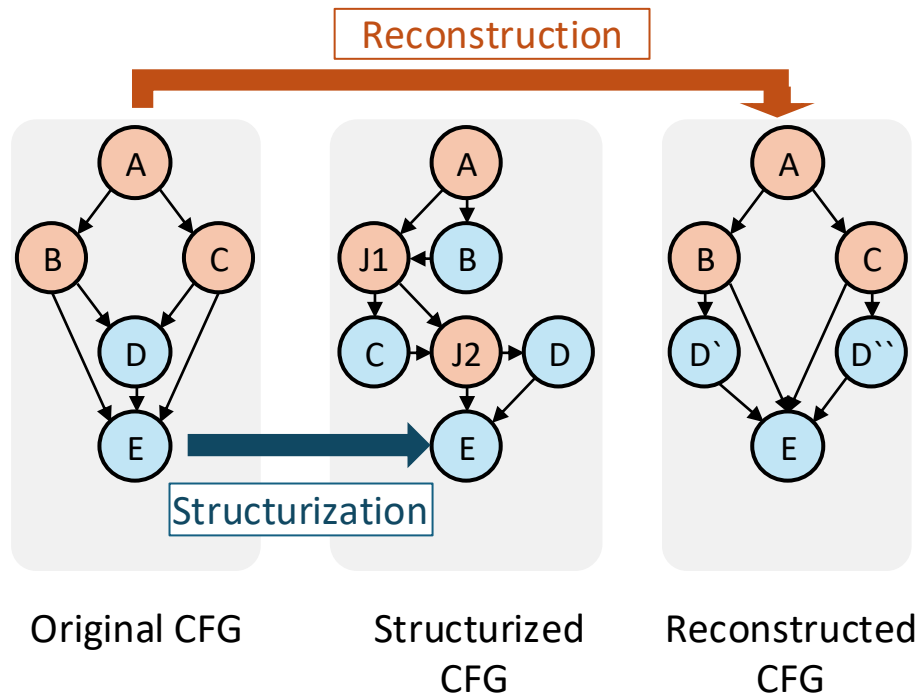 Reconstruction
A
B
C
D
E
A
J1
B
C
J2
D
E
A
B
C
D`
D``
E
Structurization
Original CFG
Structurized
CFG
Reconstructed
CFG